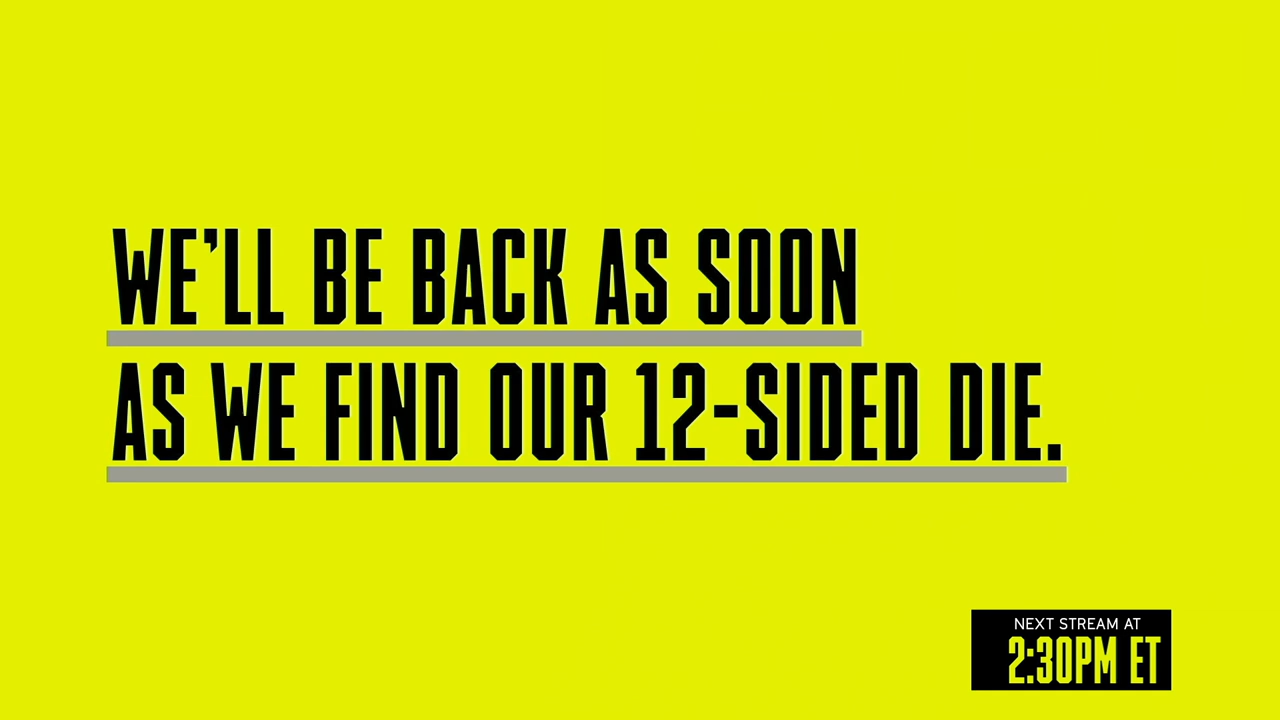 WE’LL BE BACK AS SOON
AS WE FIND OUR 12-SIDED DIE.
NEXT STREAM AT
2:30PM ET